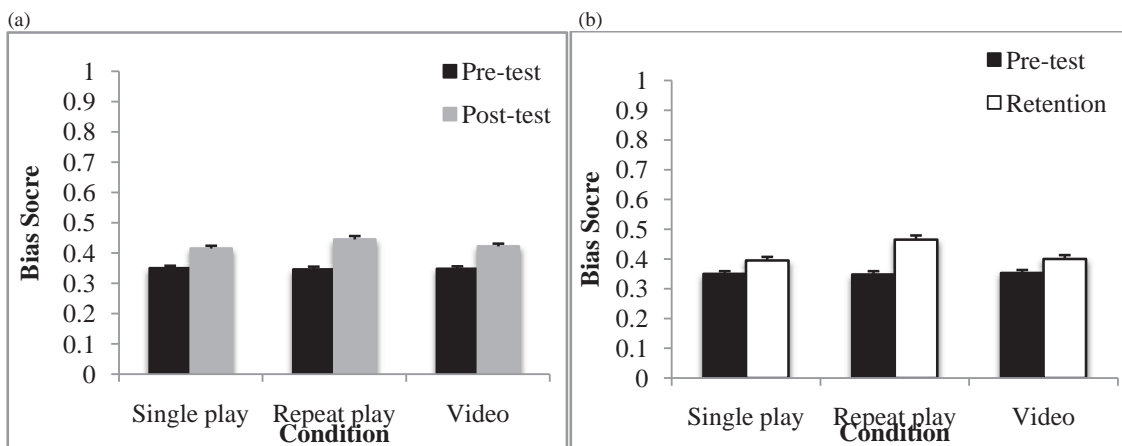 (a)
Pre-test
Post-test
1
0.9
0.8
0.7
0.6
0.5
0.4
0.3
0.2
0.1
0
Bias Socre
Single play Repeat play Video
Condition
(b)
Pre-test
Retention
1
0.9
0.8
0.7
0.6
0.5
0.4
0.3
0.2
0.1
0
Bias Socre
Single play Repeat play Video
Condition